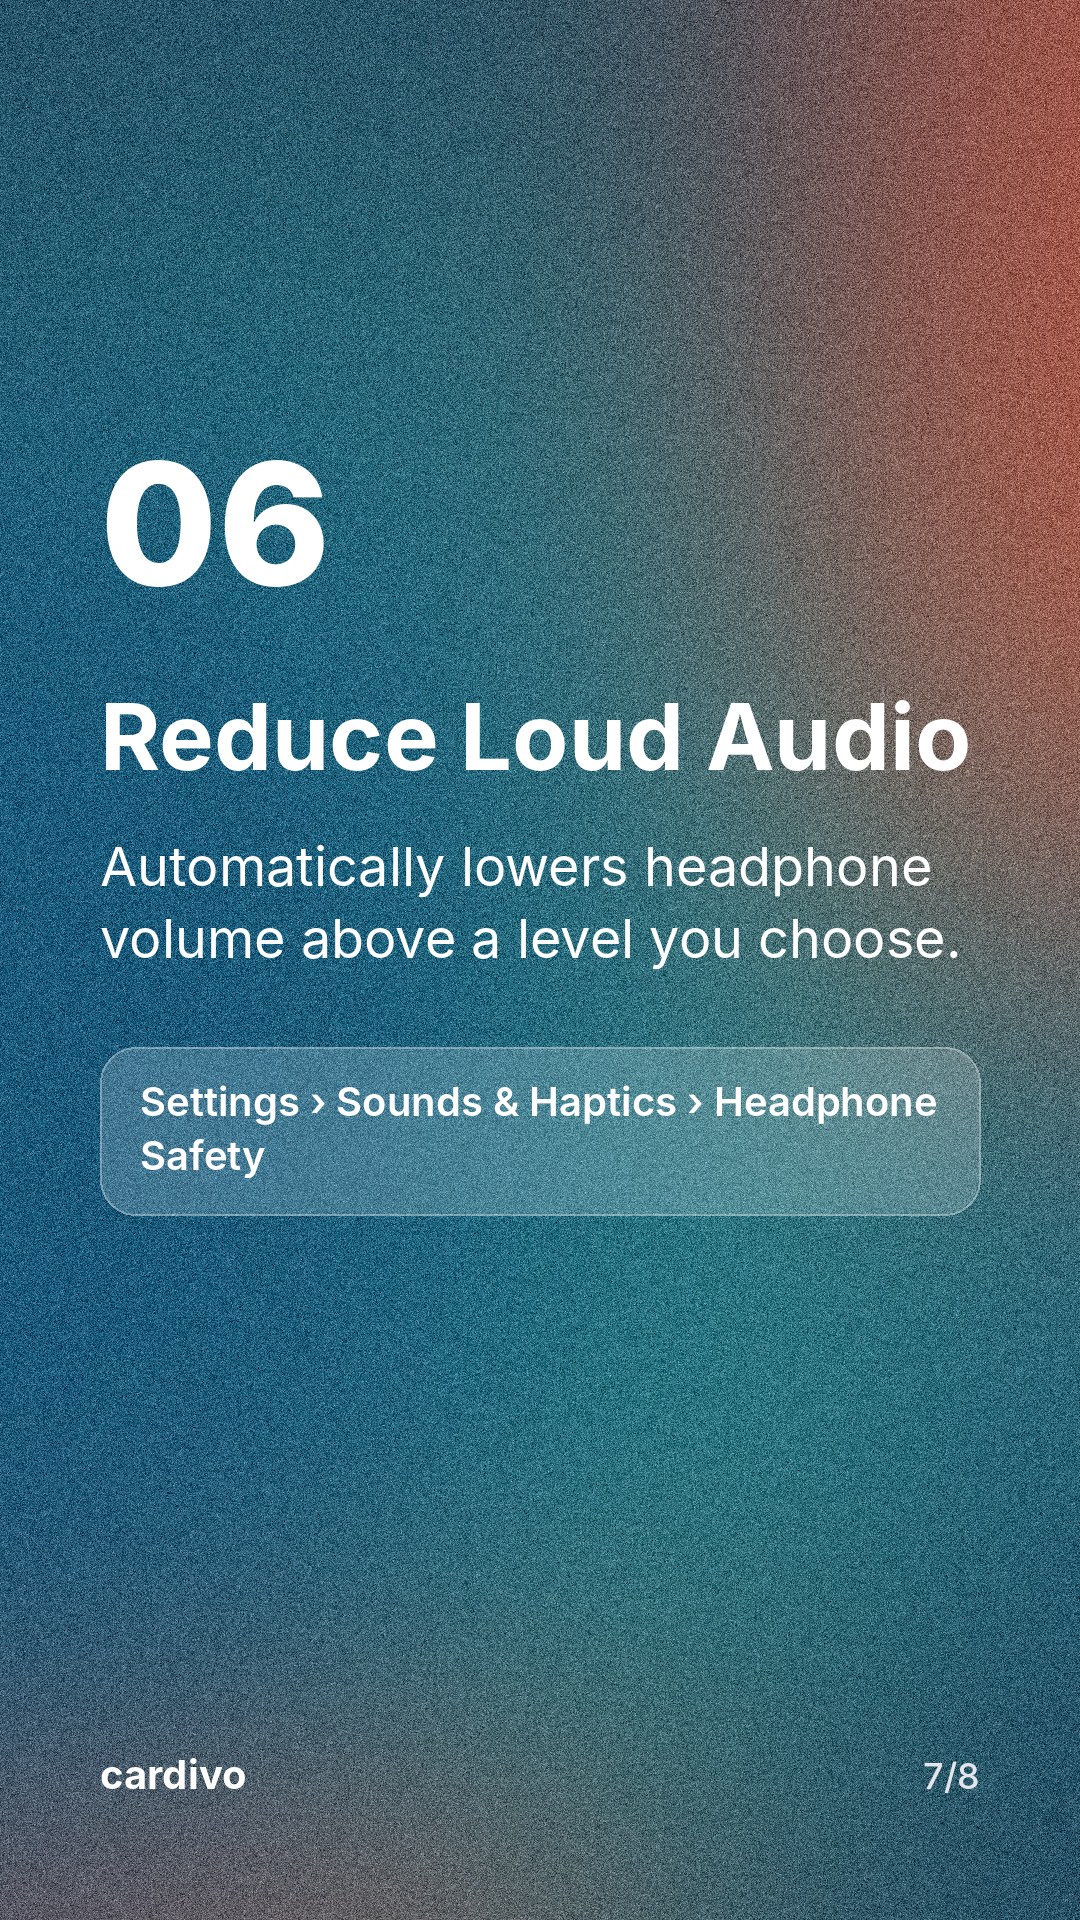 06
Reduce Loud Audio
Automatically lowers headphone
volume above a level you choose.
Settings › Sounds & Haptics › Headphone
Safety
cardivo
7/8